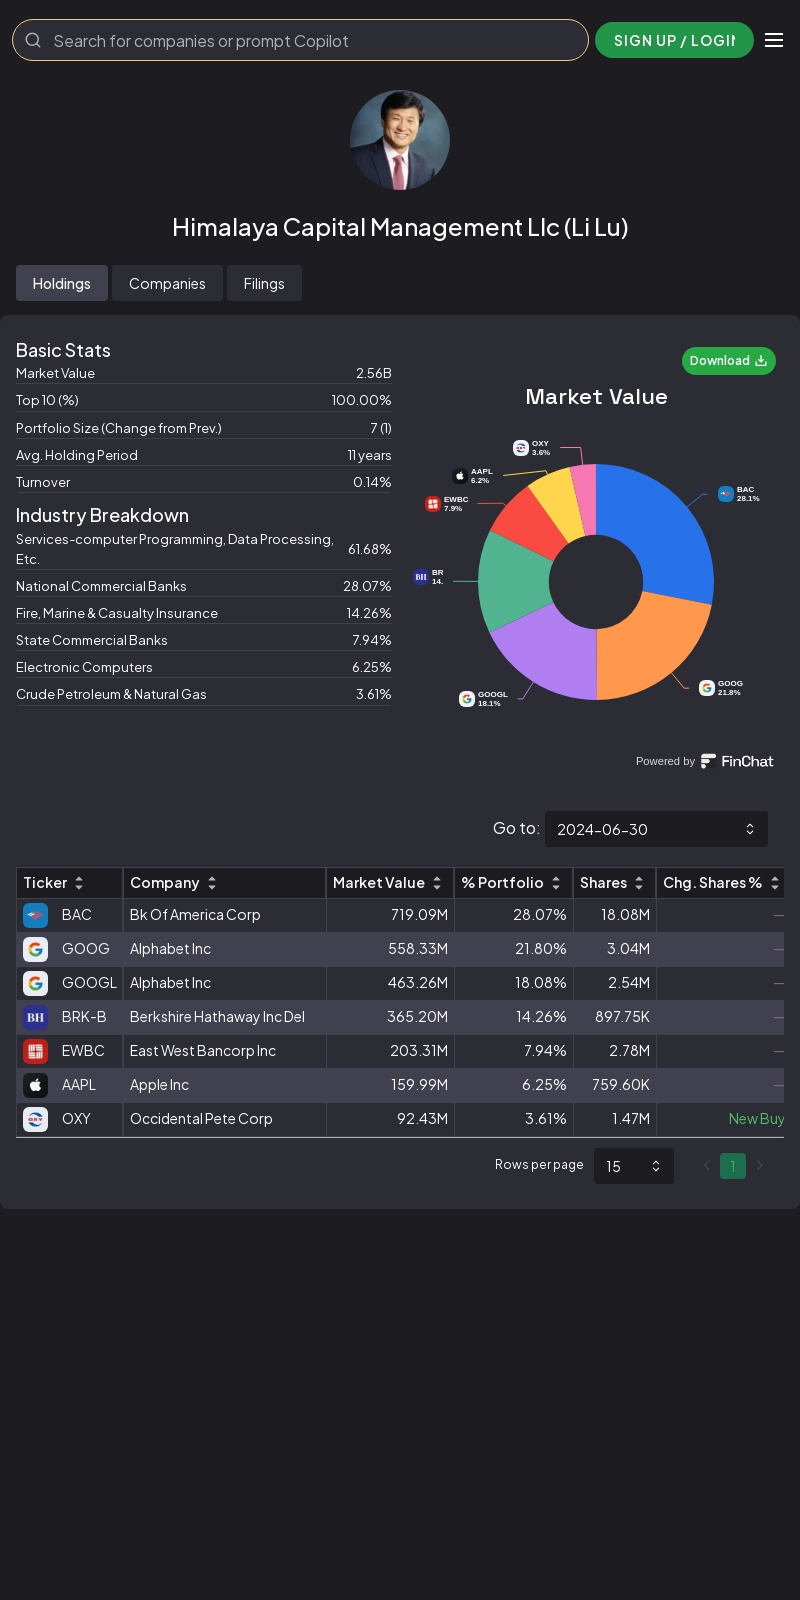 Search for companies or prompt Copilot
SIGN UP / LOGIN
Himalaya Capital Management Llc (Li Lu)
Holdings
Companies
Filings
Basic Stats
Market Value 2.56B
Top 10 (%) 100.00%
Portfolio Size (Change from Prev.) 7 (1)
Avg. Holding Period 11 years
Turnover 0.14%
Industry Breakdown
Services-computer Programming, Data Processing,
Etc. 61.68%
National Commercial Banks 28.07%
Fire, Marine & Casualty Insurance 14.26%
State Commercial Banks 7.94%
Electronic Computers 6.25%
Crude Petroleum & Natural Gas 3.61%
Download
Market Value
OXY
3.6%
AAPL
6.2%
BAC
28.1%
EWBC
7.9%
BH
BR
14.
GOOG
21.8%
GOOGL
18.1%
Powered by FinChat
Go to: 2024-06-30
Ticker Company Market Value % Portfolio Shares Chg. Shares %
BAC Bk Of America Corp 719.09M 28.07% 18.08M —
GOOG Alphabet Inc 558.33M 21.80% 3.04M —
GOOGL Alphabet Inc 463.26M 18.08% 2.54M —
BH BRK-B Berkshire Hathaway Inc Del 365.20M 14.26% 897.75K —
EWBC East West Bancorp Inc 203.31M 7.94% 2.78M —
AAPL Apple Inc 159.99M 6.25% 759.60K —
OXY OXY Occidental Pete Corp 92.43M 3.61% 1.47M New Buy
Rows per page 15 1